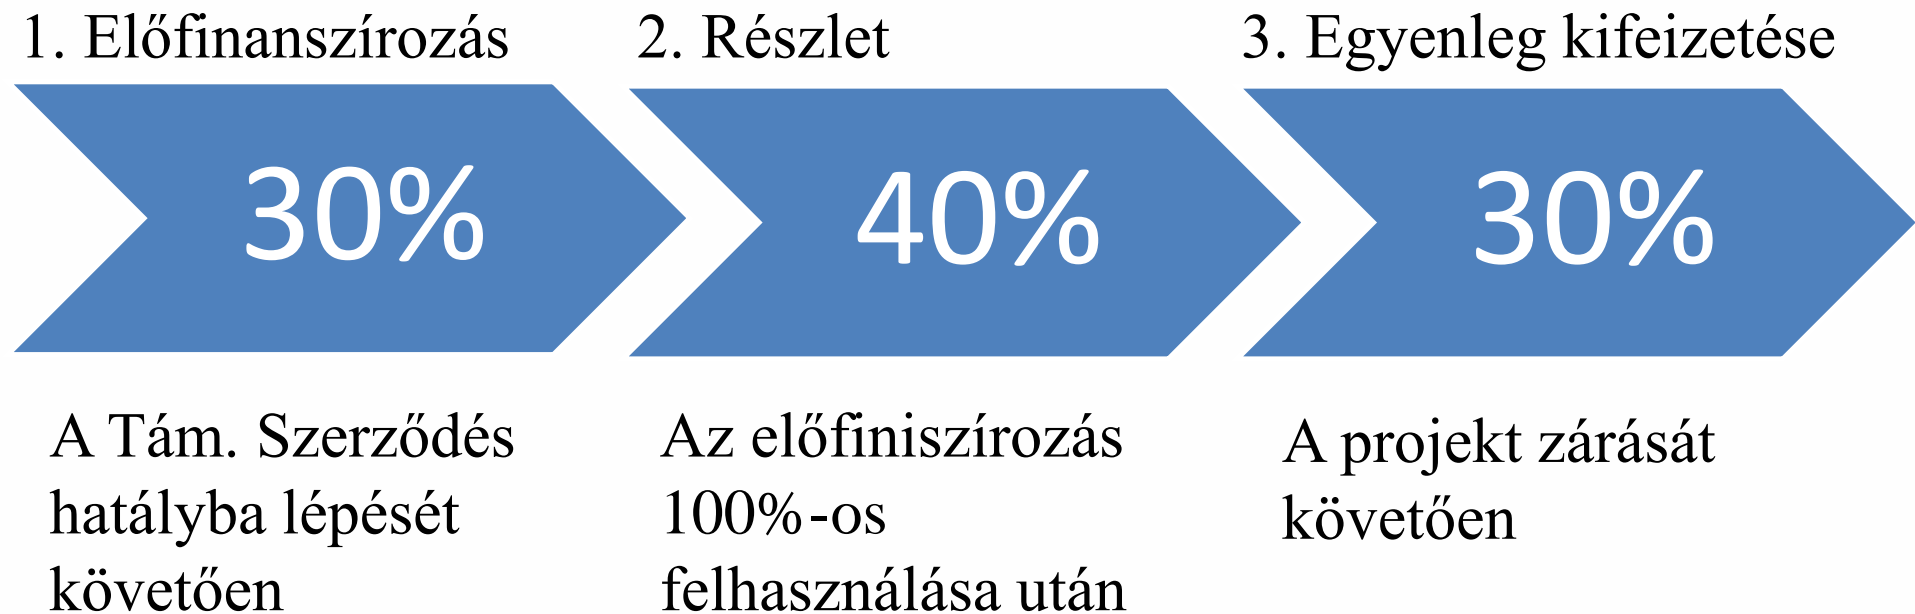 1. Előfinanszírozás
30%
A Tám. Szerződés
hatályba lépését
követően
2. Részlet
40%
Az előfiniszírozás
100%-os
felhasználása után
3. Egyenleg kifeizetése
30%
A projekt zárását
követően